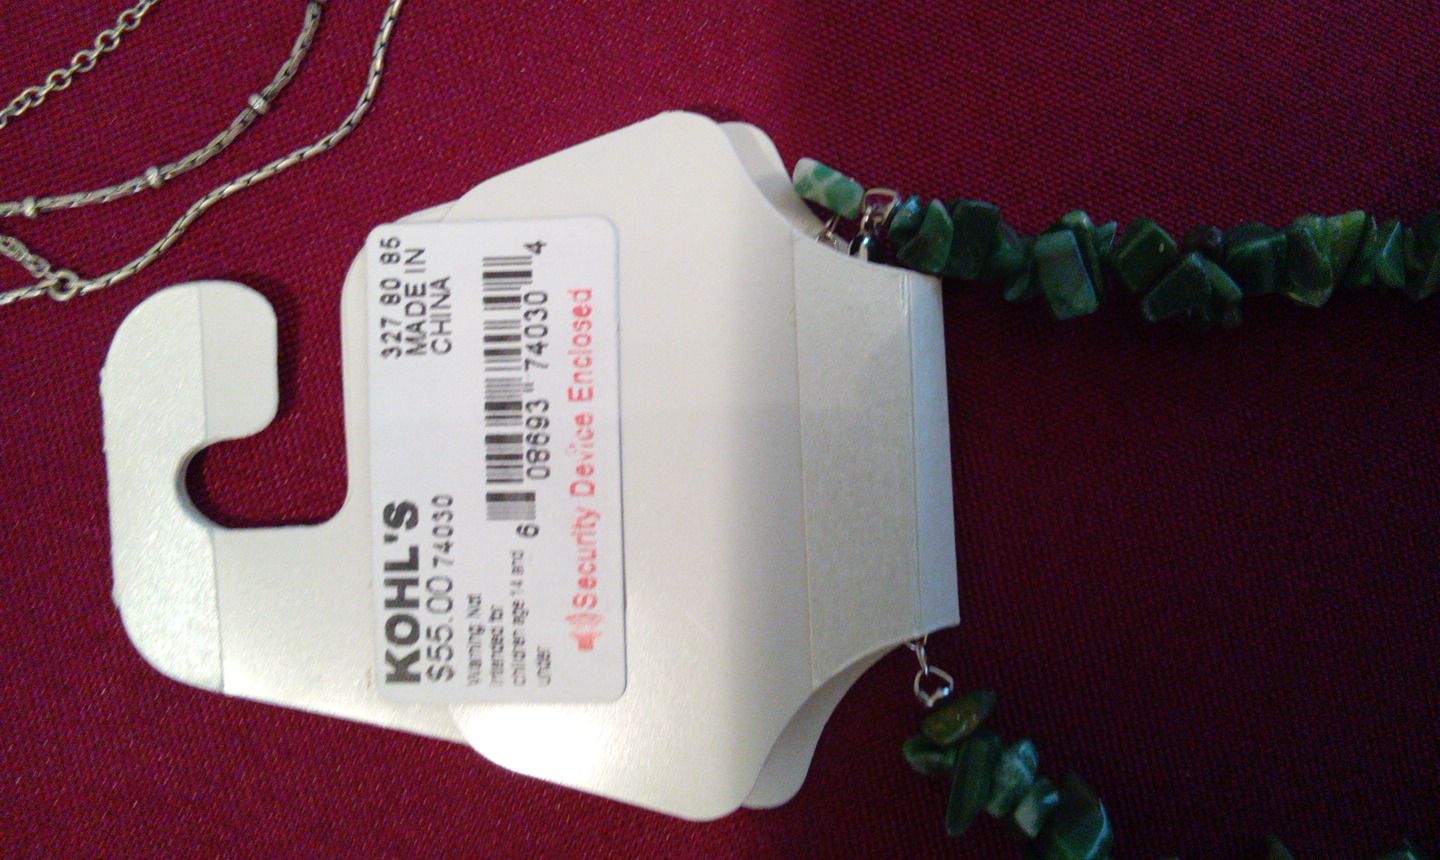 KOHL'S
$55.00 74030
Warning: Not
intended for
children age 14 and
under
327 80 85
MADE IN
CHINA
6 08693 74030 4
Security Device Enclosed